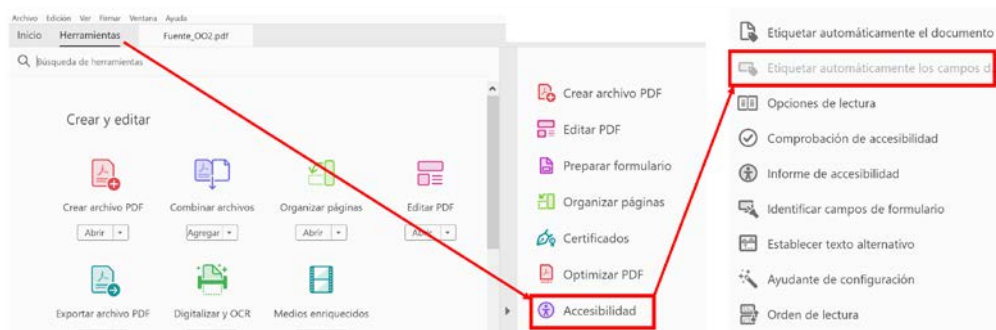 Archivo Edición Ver Firmar Ventana Ayuda
Inicio Herramientas Fuente_OO2.pdf
Búsqueda de herramientas
Crear y editar
Crear archivo PDF Combinar archivos Organizar páginas Editar PDF
Abrir Agregar Abrir Abrir
Exportar archivo PDF Digitalizar y OCR Medios enriquecidos
Crear archivo PDF
Editar PDF
Preparar formulario
Organizar páginas
Certificados
Optimizar PDF
Accesibilidad
Etiquetar automáticamente el documento
Etiquetar automáticamente los campos d
Opciones de lectura
Comprobación de accesibilidad
Informe de accesibilidad
Identificar campos de formulario
Establecer texto alternativo
Ayudante de configuración
Orden de lectura